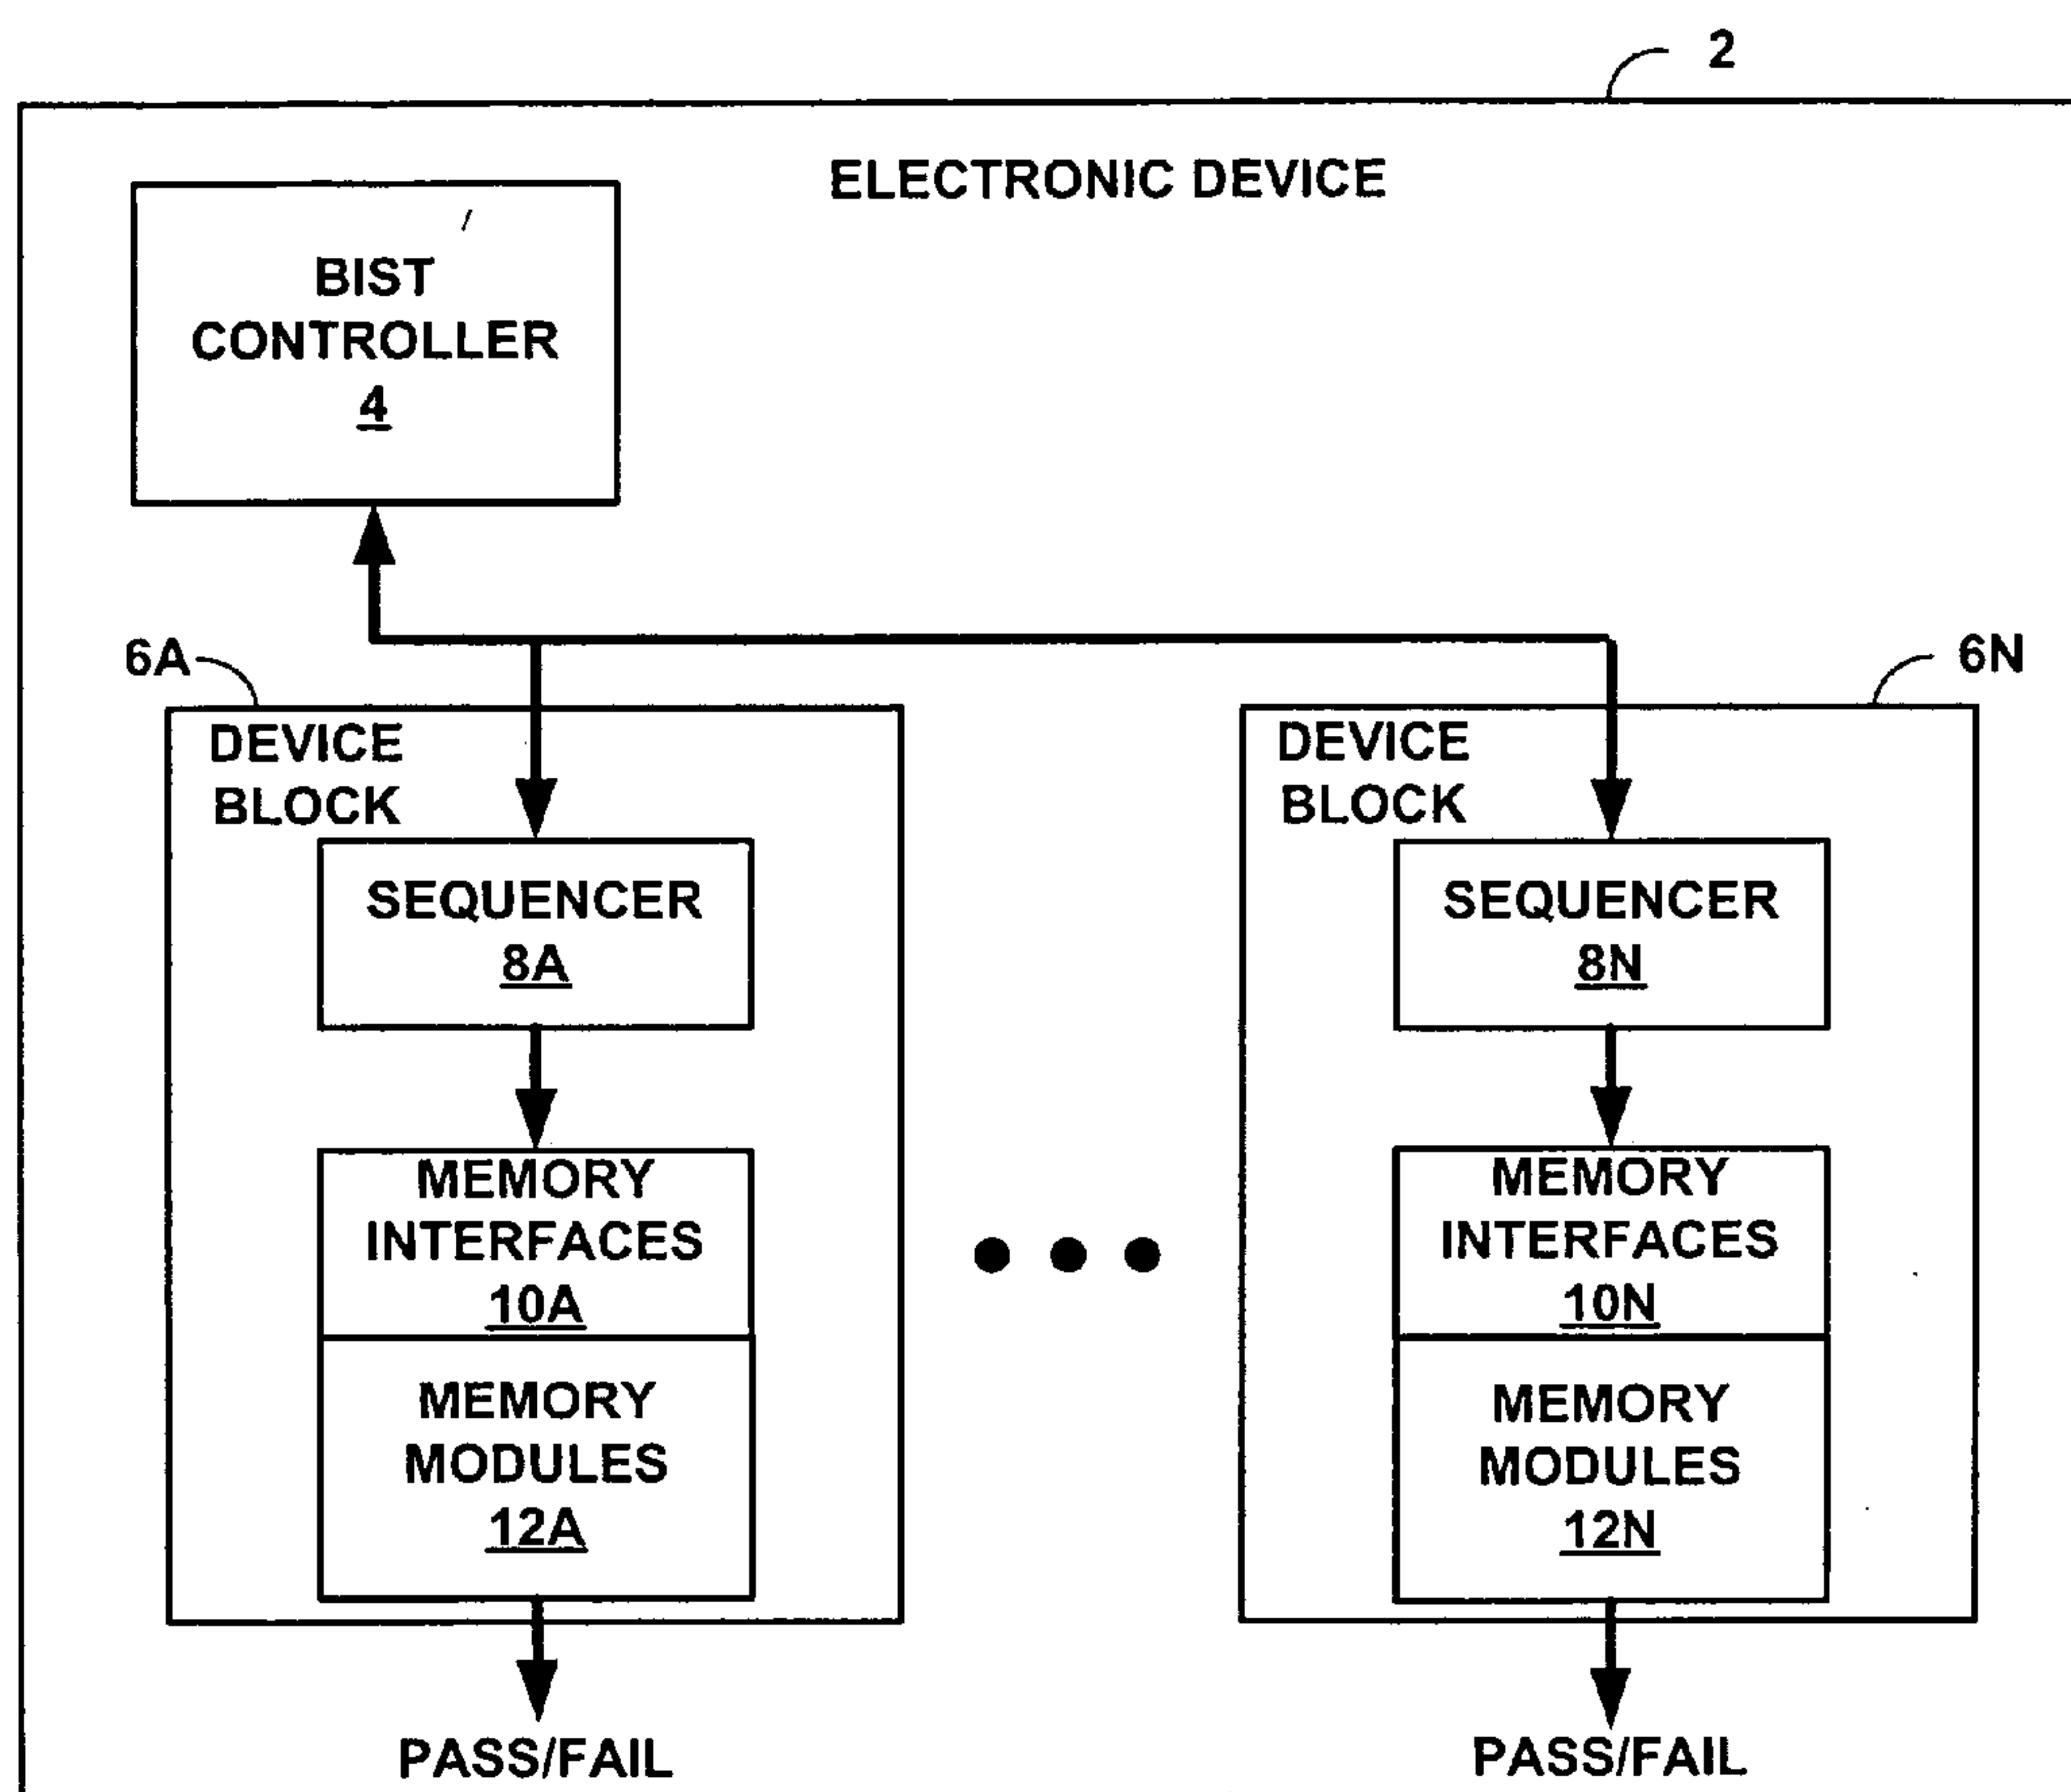 2
ELECTRONIC DEVICE
BIST
CONTROLLER
4
6A
6N
DEVICE
BLOCK
SEQUENCER
8A
MEMORY
INTERFACES
10A
MEMORY
MODULES
12A
PASS/FAIL
DEVICE
BLOCK
SEQUENCER
8N
MEMORY
INTERFACES
10N
MEMORY
MODULES
12N
PASS/FAIL